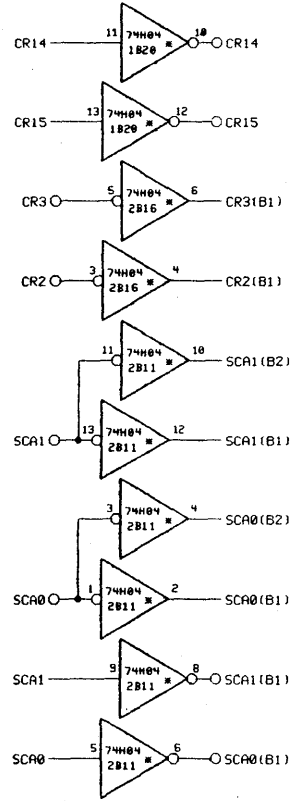 11 74H04 10
CR14 1B20 * CR14
13 74H04 12
CR15 1B20 * CR15
5 74H04 6
CR3 2B16 * CR3(B1)
3 74H04 4
CR2 2B16 * CR2(B1)
11 74H04 10
2B11 * SCA1(B2)
13 74H04 12
SCA1 2B11 * SCA1(B1)
3 74H04 4
2B11 * SCA0(B2)
1 74H04 2
SCA0 2B11 * SCA0(B1)
9 74H04 8
SCA1 2B11 * SCA1(B1)
5 74H04 6
SCA0 2B11 * SCA0(B1)